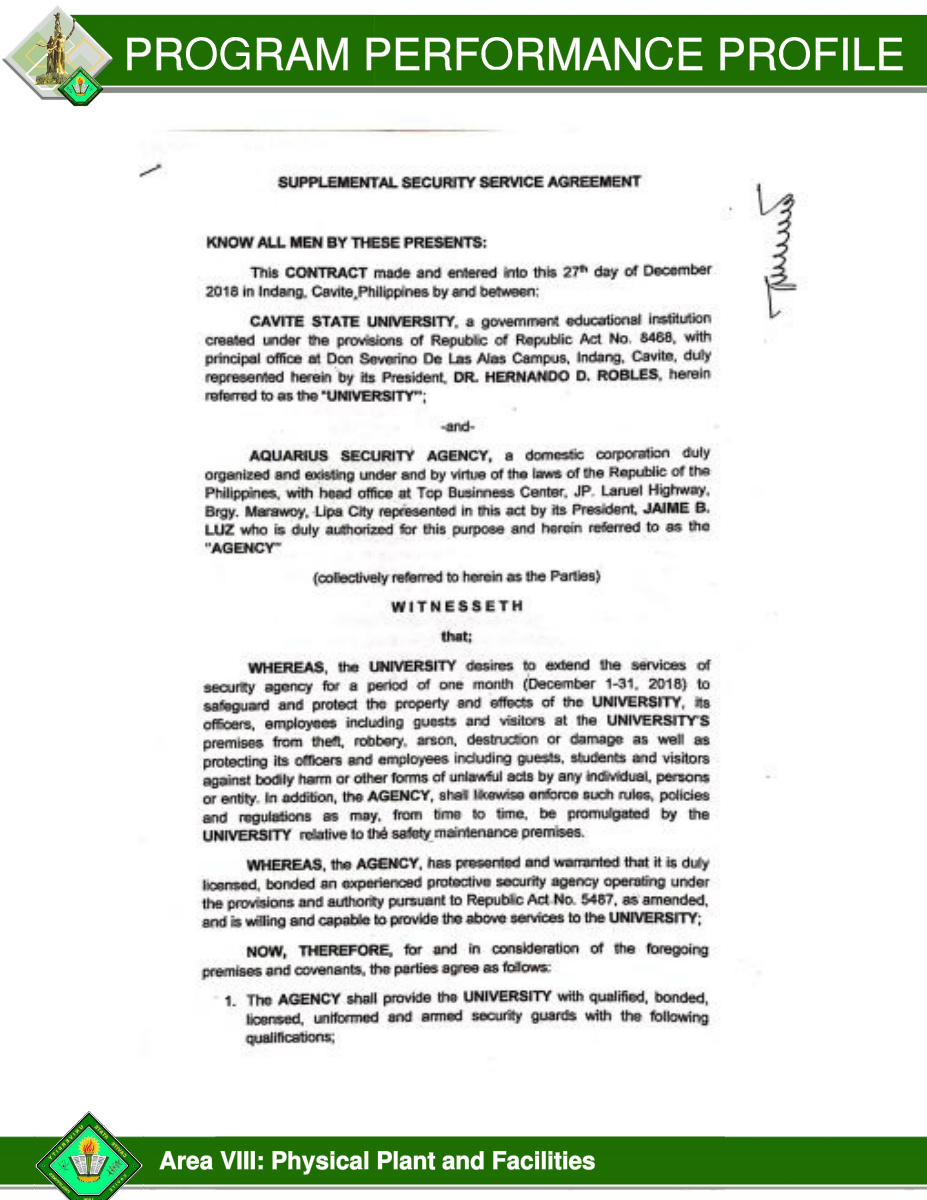 PROGRAM PERFORMANCE PROFILE
SUPPLEMENTAL SECURITY SERVICE AGREEMENT
KNOW ALL MEN BY THESE PRESENTS:
This CONTRACT made and entered into this 27th day of December
2018 in Indang, Cavite,Philippines by and between:
CAVITE STATE UNIVERSITY, a government educational institution
created under the provisions of Republic of Republic Act No. 8468, with
principal office at Don Severino De Las Alas Campus, Indang, Cavite, duly
represented herein by its President, DR. HERNANDO D. ROBLES, herein
referred to as the "UNIVERSITY";
-and-
AQUARIUS SECURITY AGENCY, a domestic corporation duly
organized and existing under and by virtue of the laws of the Republic of the
Philippines, with head office at Top Businness Center, JP. Laruel Highway,
Brgy. Marawoy, Lipa City represented in this act by its President, JAIME B.
LUZ who is duly authorized for this purpose and herein referred to as the
"AGENCY"
(collectively referred to herein as the Parties)
WITNESSETH
that;
WHEREAS, the UNIVERSITY desires to extend the services of
security agency for a period of one month (December 1-31, 2018) to
safeguard and protect the property and effects of the UNIVERSITY, its
officers, employees including guests and visitors at the UNIVERSITY'S
premises from theft, robbery, arson, destruction or damage as well as
protecting its officers and employees including guests, students and visitors
against bodily harm or other forms of unlawful acts by any individual, persons
or entity. In addition, the AGENCY, shall likewise enforce such rules, policies
and regulations as may, from time to time, be promulgated by the
UNIVERSITY relative to the safety maintenance premises.
WHEREAS, the AGENCY, has presented and warranted that it is duly
licensed, bonded an experienced protective security agency operating under
the provisions and authority pursuant to Republic Act No. 5487, as amended,
and is willing and capable to provide the above services to the UNIVERSITY;
NOW, THEREFORE, for and in consideration of the foregoing
premises and covenants, the parties agree as follows:
1. The AGENCY shall provide the UNIVERSITY with qualified, bonded,
licensed, uniformed and armed security guards with the following
qualifications;
Area VIII: Physical Plant and Facilities